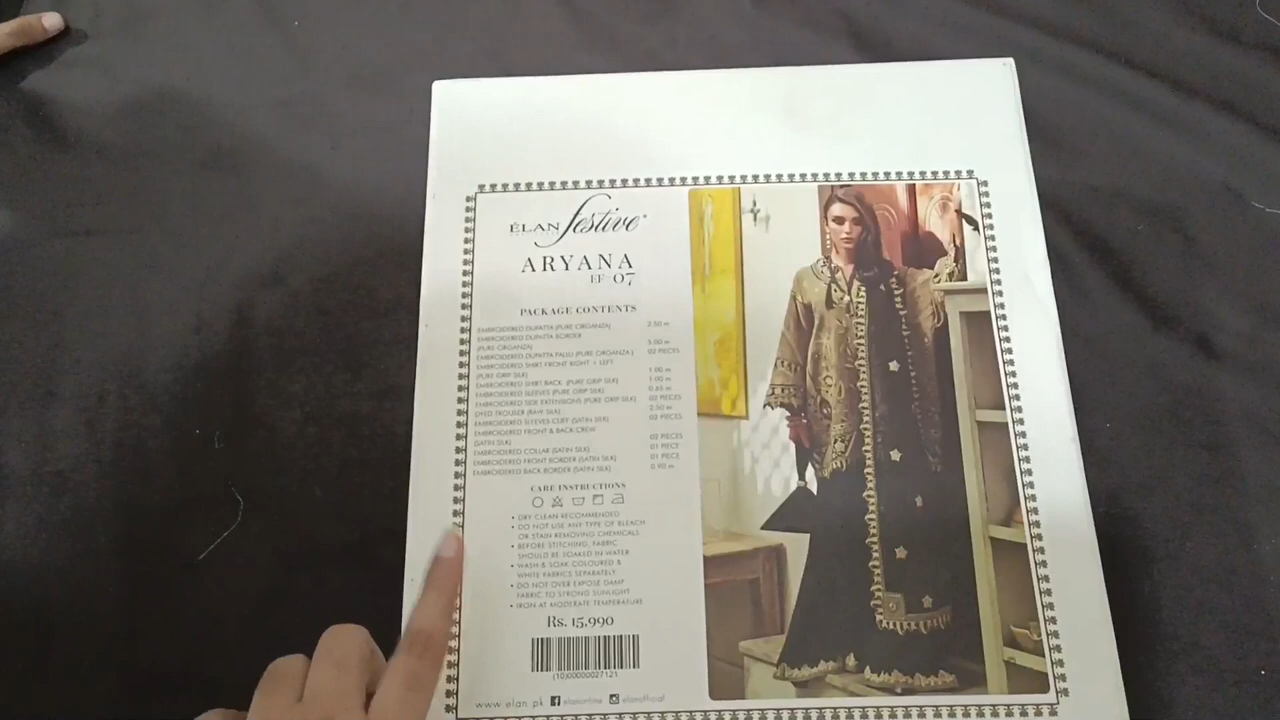 ÉLAN festive
ARYANA
EF-07
PACKAGE CONTENTS
EMBROIDERED DUPATTA (PURE ORGANZA) 2.50 m
EMBROIDERED DUPATTA BORDER
(PURE ORGANZA) 5.00 m
EMBROIDERED DUPATTA PALLU (PURE ORGANZA) 02 PIECES
EMBROIDERED SHIRT FRONT RIGHT + LEFT
(PURE GRIP SILK) 1.00 m
EMBROIDERED SHIRT BACK (PURE GRIP SILK) 1.00 m
EMBROIDERED SLEEVES (PURE GRIP SILK) 0.65 m
EMBROIDERED SIDE EXTENSIONS (PURE GRIP SILK) 02 PIECES
DYED TROUSER (RAW SILK) 2.50 m
EMBROIDERED SLEEVES CUFF (SATIN SILK) 02 PIECES
EMBROIDERED FRONT & BACK CREW
(SATIN SILK) 02 PIECES
EMBROIDERED COLLAR (SATIN SILK) 01 PIECE
EMBROIDERED FRONT BORDER (SATIN SILK) 01 PIECE
EMBROIDERED BACK BORDER (SATIN SILK) 0.90 m
CARE INSTRUCTIONS
• DRY CLEAN RECOMMENDED
• DO NOT USE ANY TYPE OF BLEACH
OR STAIN REMOVING CHEMICALS
• BEFORE STITCHING, FABRIC
SHOULD BE SOAKED IN WATER
• WASH & SOAK COLOURED &
WHITE FABRICS SEPARATELY
• DO NOT OVER EXPOSE DAMP
FABRIC TO STRONG SUNLIGHT
• IRON AT MODERATE TEMPERATURE
Rs. 15,990
(10)00000027121
www.elan.pk elanonline elanofficial